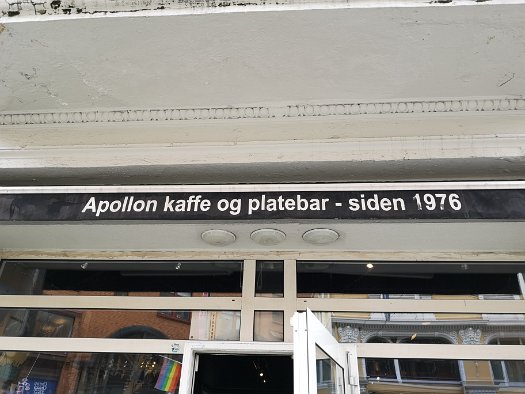 Apollon kaffe og platebar - siden 1976